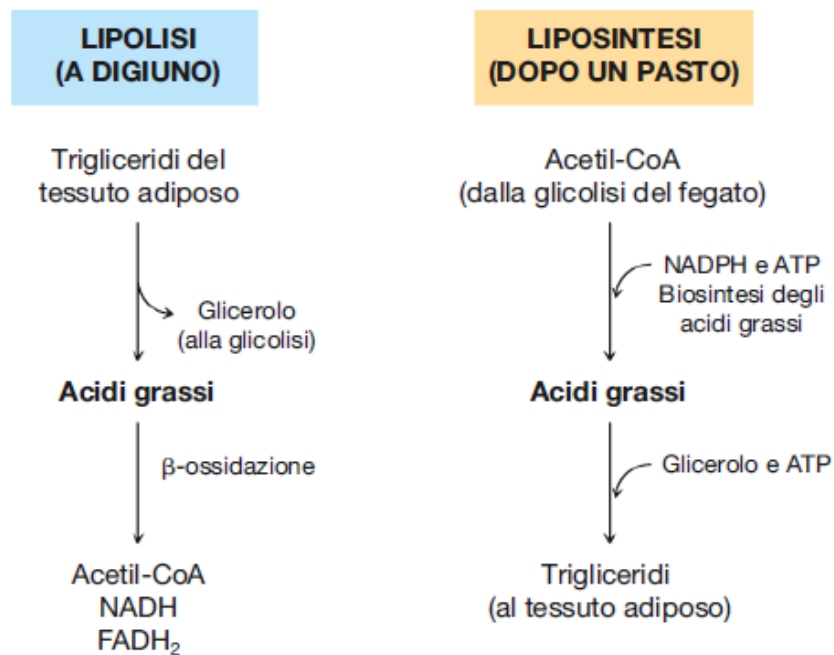 LIPOLISI
(A DIGIUNO)
Trigliceridi del
tessuto adiposo
Glicerolo
(alla glicolisi)
Acidi grassi
β-ossidazione
Acetil-CoA
NADH
FADH₂
LIPOSINTESI
(DOPO UN PASTO)
Acetil-CoA
(dalla glicolisi del fegato)
NADPH e ATP
Biosintesi degli
acidi grassi
Acidi grassi
Glicerolo e ATP
Trigliceridi
(al tessuto adiposo)